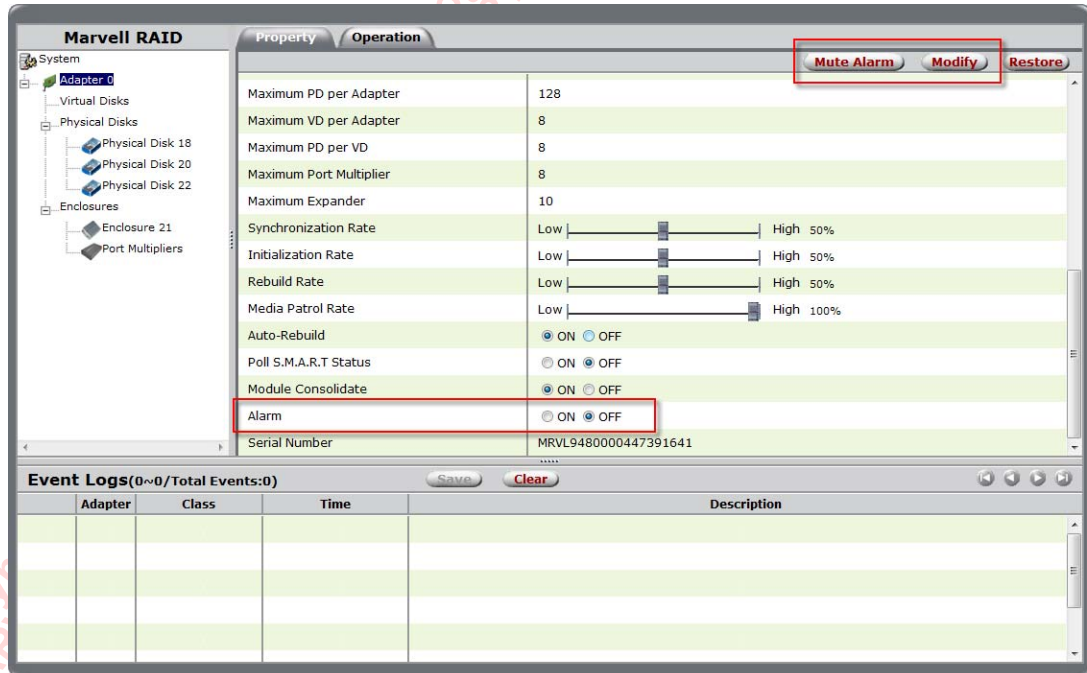 Marvell RAID
Property Operation
System
Mute Alarm Modify Restore
Adapter 0
Virtual Disks
Physical Disks
Physical Disk 18
Physical Disk 20
Physical Disk 22
Enclosures
Enclosure 21
Port Multipliers
Maximum PD per Adapter 128
Maximum VD per Adapter 8
Maximum PD per VD 8
Maximum Port Multiplier 8
Maximum Expander 10
Synchronization Rate Low High 50%
Initialization Rate Low High 50%
Rebuild Rate Low High 50%
Media Patrol Rate Low High 100%
Auto-Rebuild ON OFF
Poll S.M.A.R.T Status ON OFF
Module Consolidate ON OFF
Alarm ON OFF
Serial Number MRVL9480000447391641
Event Logs(0~0/Total Events:0) Save Clear
Adapter Class Time Description